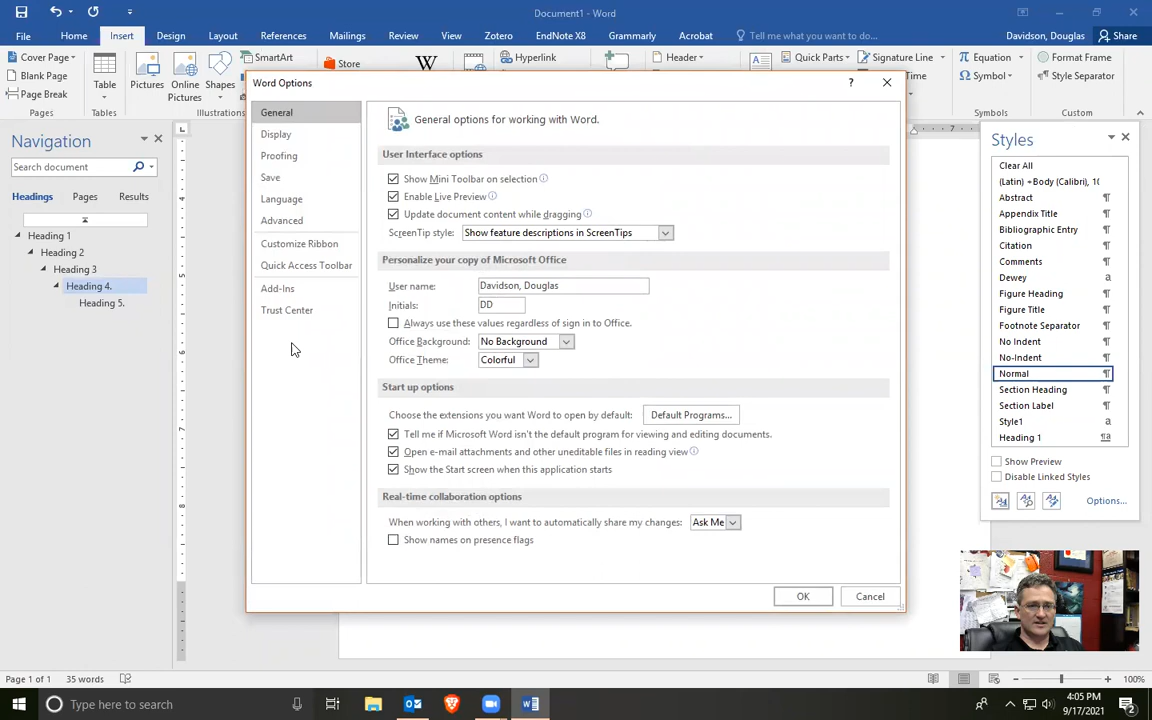 Document1 - Word
File Home Insert Design Layout References Mailings Review View Zotero EndNote X8 Grammarly Acrobat Tell me what you want to do... Davidson, Douglas Share
Cover Page
Blank Page
Page Break
Pages
Table
Tables
Pictures
Online
Pictures
Shapes
Illustrations
SmartArt
Store
W
Hyperlink
Header
A
Quick Parts
Signature Line
Time
Equation
Symbol
Symbols
Format Frame
Style Separator
Custom
Navigation
Search document
Headings Pages Results
Heading 1
Heading 2
Heading 3
Heading 4.
Heading 5.
L
5
6
7
8
7
Word Options
?
General
Display
Proofing
Save
Language
Advanced
Customize Ribbon
Quick Access Toolbar
Add-Ins
Trust Center
General options for working with Word.
User Interface options
Show Mini Toolbar on selection
Enable Live Preview
Update document content while dragging
ScreenTip style: Show feature descriptions in ScreenTips
Personalize your copy of Microsoft Office
User name: Davidson, Douglas
Initials: DD
Always use these values regardless of sign in to Office.
Office Background: No Background
Office Theme: Colorful
Start up options
Choose the extensions you want Word to open by default: Default Programs...
Tell me if Microsoft Word isn't the default program for viewing and editing documents.
Open e-mail attachments and other uneditable files in reading view
Show the Start screen when this application starts
Real-time collaboration options
When working with others, I want to automatically share my changes: Ask Me
Show names on presence flags
OK Cancel
Styles
Clear All
(Latin) +Body (Calibri), 1(
Abstract ¶
Appendix Title ¶
Bibliographic Entry ¶
Citation a
Comments ¶
Dewey a
Figure Heading ¶
Figure Title ¶
Footnote Separator ¶
No Indent ¶
No-Indent ¶
Normal ¶
Section Heading ¶
Section Label ¶
Style1 a
Heading 1 ¶a
Show Preview
Disable Linked Styles
Options...
Page 1 of 1 35 words
100%
Type here to search
4:05 PM
9/17/2021
2